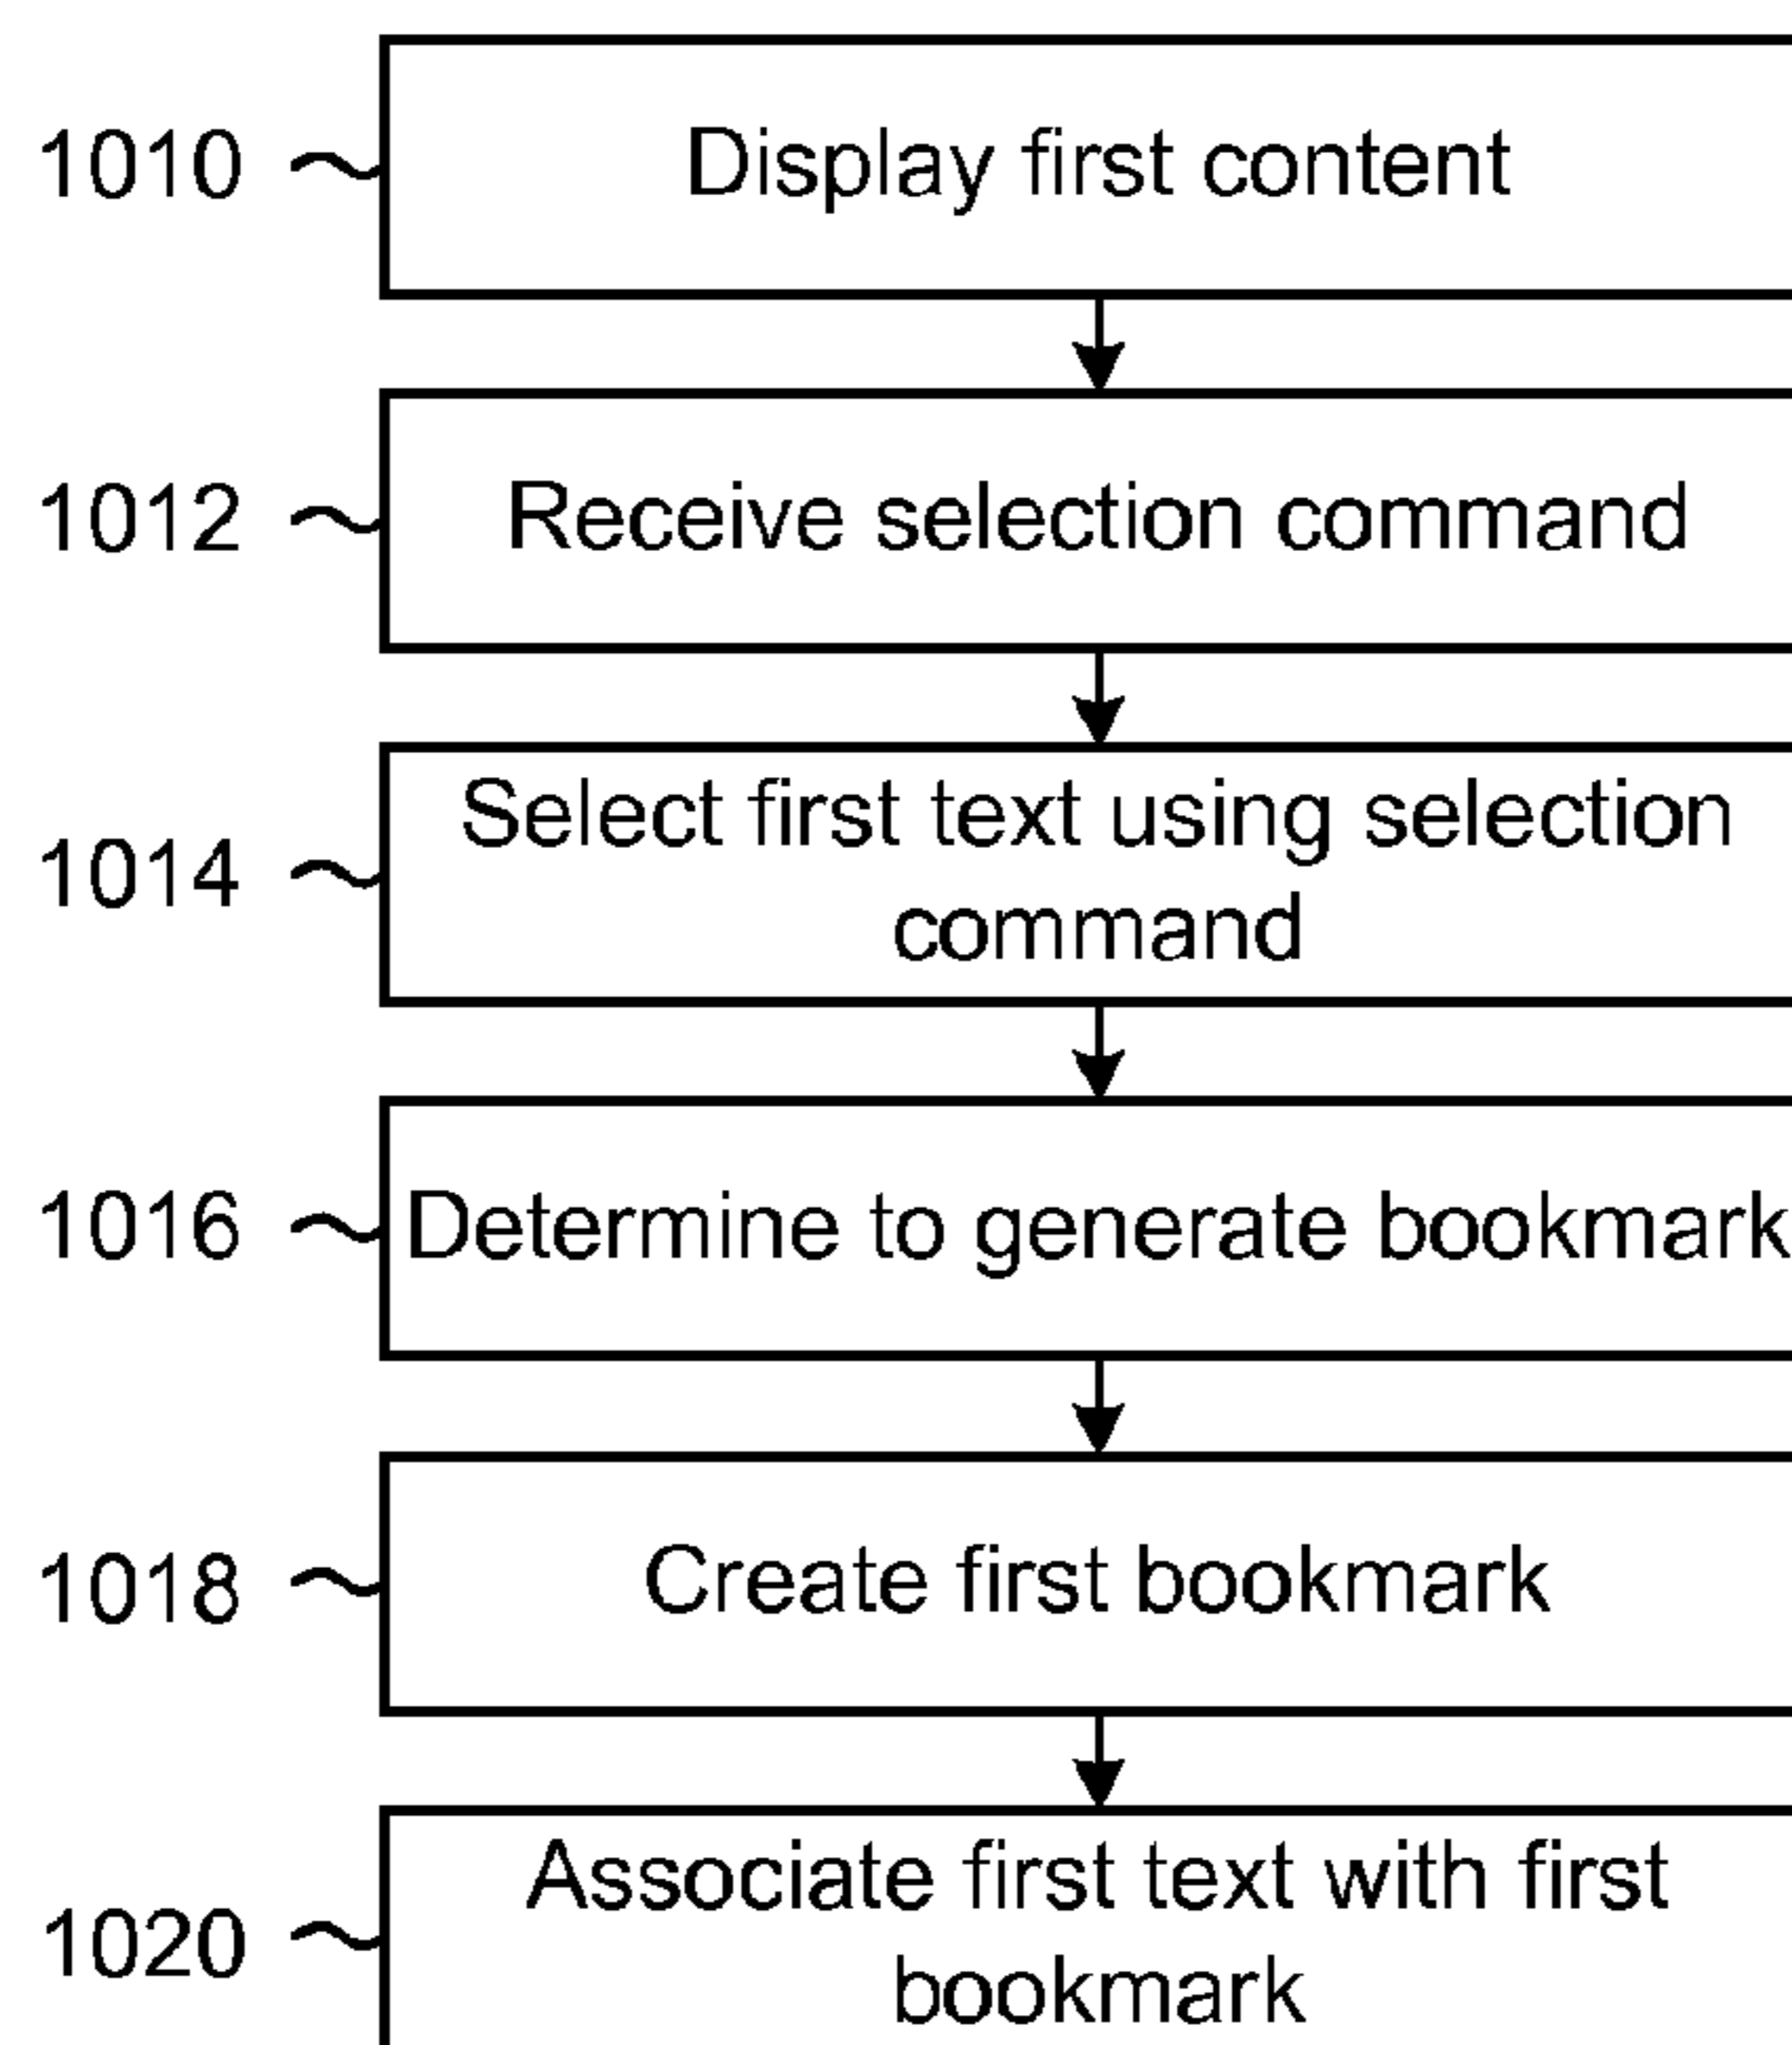 1010
Display first content
1012
Receive selection command
1014
Select first text using selection
command
1016
Determine to generate bookmark
1018
Create first bookmark
1020
Associate first text with first
bookmark